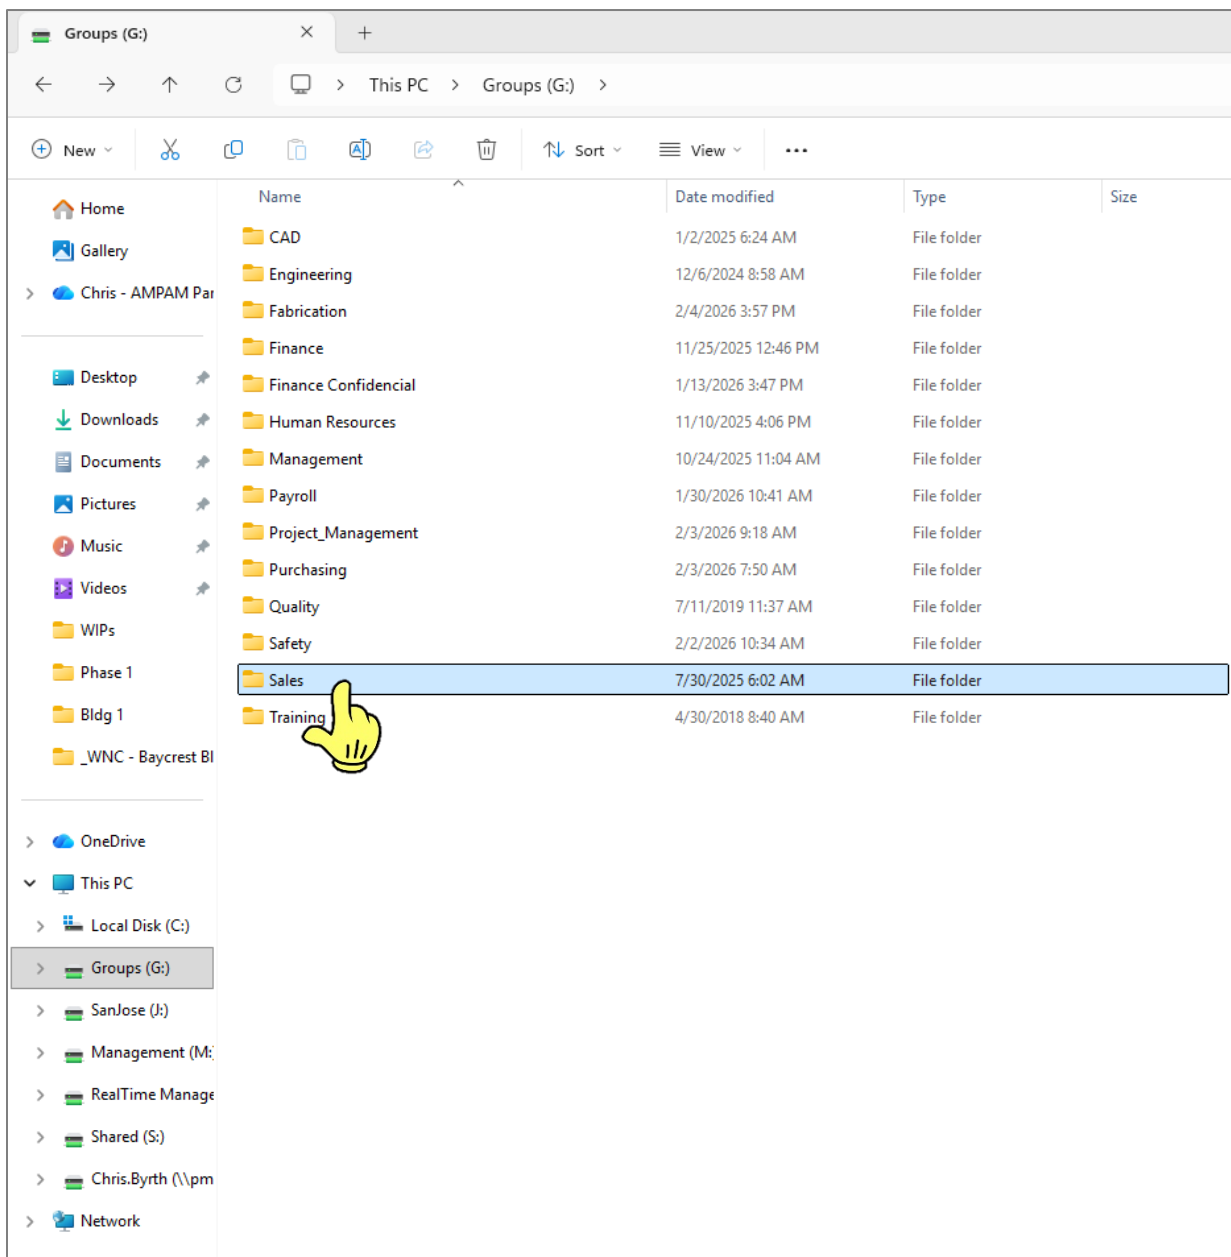 Groups (G:)
This PC > Groups (G:) >
New
Sort
View
Name Date modified Type Size
Home
Gallery
Chris - AMPAM Par
Desktop
Downloads
Documents
Pictures
Music
Videos
WIPs
Phase 1
Bldg 1
_WNC - Baycrest Bl
OneDrive
This PC
Local Disk (C:)
Groups (G:)
SanJose (J:)
Management (M:
RealTime Manage
Shared (S:)
Chris.Byrth (\\pm
Network
CAD 1/2/2025 6:24 AM File folder
Engineering 12/6/2024 8:58 AM File folder
Fabrication 2/4/2026 3:57 PM File folder
Finance 11/25/2025 12:46 PM File folder
Finance Confidencial 1/13/2026 3:47 PM File folder
Human Resources 11/10/2025 4:06 PM File folder
Management 10/24/2025 11:04 AM File folder
Payroll 1/30/2026 10:41 AM File folder
Project_Management 2/3/2026 9:18 AM File folder
Purchasing 2/3/2026 7:50 AM File folder
Quality 7/11/2019 11:37 AM File folder
Safety 2/2/2026 10:34 AM File folder
Sales 7/30/2025 6:02 AM File folder
Training 4/30/2018 8:40 AM File folder